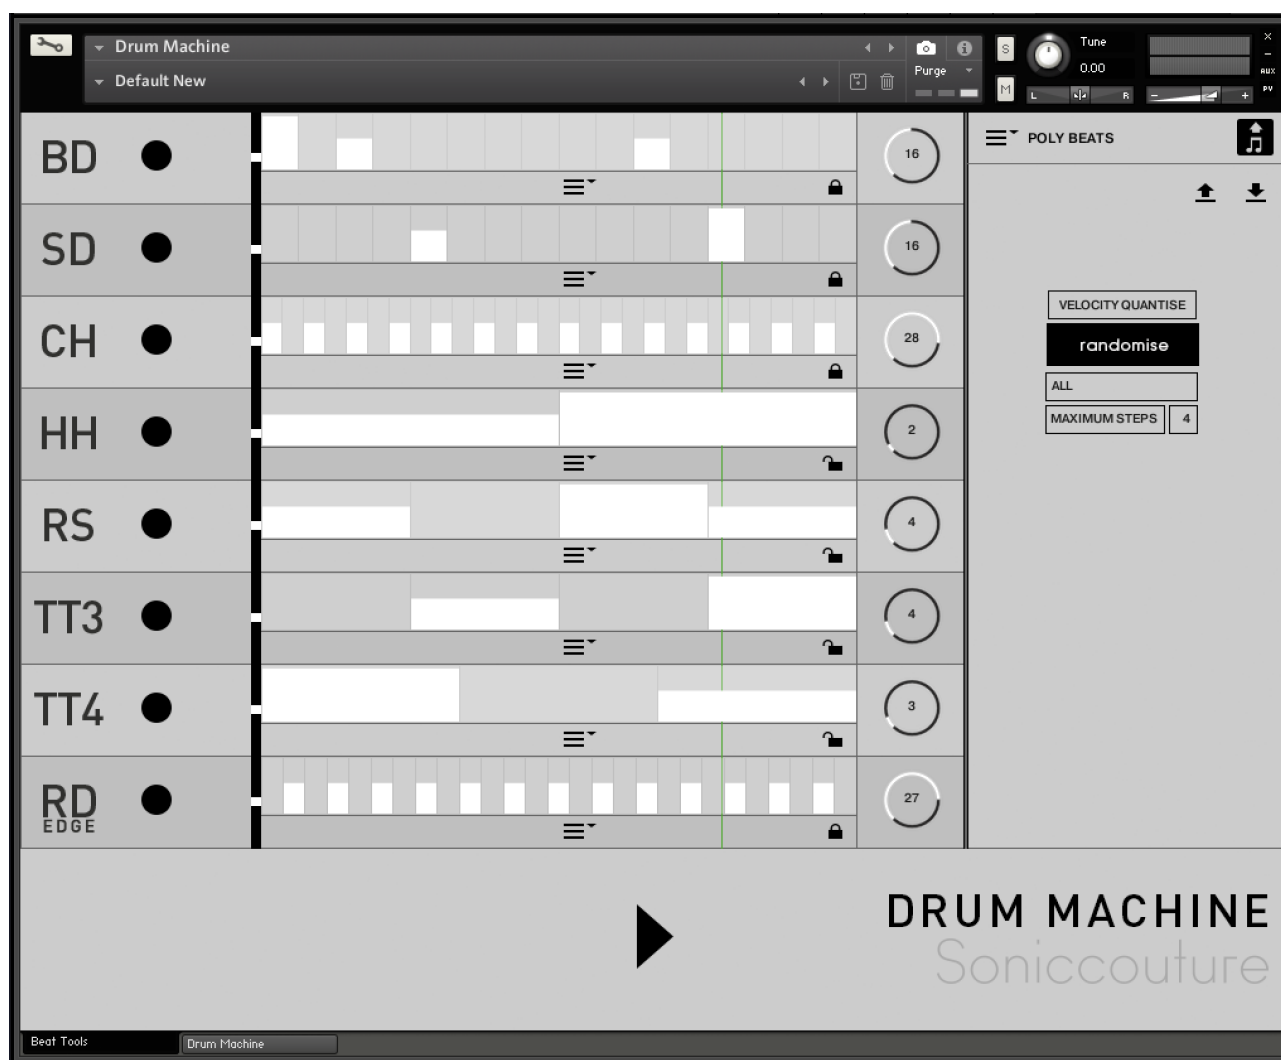 Drum Machine
Default New
Purge
S
M
Tune
0.00
L R
- +
×
-
AUX
PV
BD 16
SD 16
CH 28
HH 2
RS 4
TT3 4
TT4 3
RD 27
EDGE
POLY BEATS
VELOCITY QUANTISE
randomise
ALL
MAXIMUM STEPS 4
DRUM MACHINE
Soniccouture
Beat Tools Drum Machine